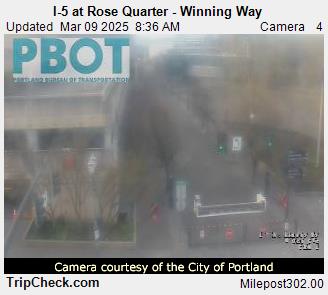 I-5 at Rose Quarter - Winning Way
Updated Mar 09 2025 8:36 AM Camera 4
PBOT
PORTLAND BUREAU OF TRANSPORTATION
Camera courtesy of the City of Portland
TripCheck.com Milepost302.00